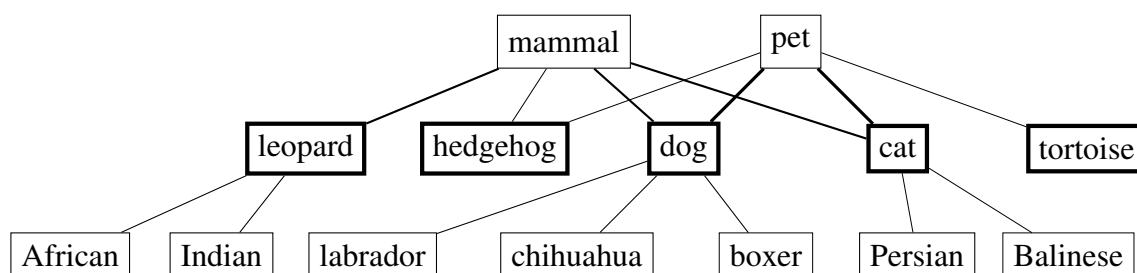 mammal pet
leopard hedgehog dog cat tortoise
African Indian labrador chihuahua boxer Persian Balinese